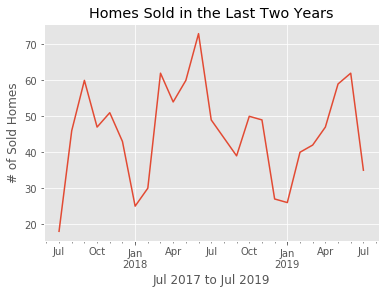 Homes Sold in the Last Two Years
70
60
50
40
30
20
# of Sold Homes
Jul Oct Jan Apr Jul Oct Jan Apr Jul
2018 2019
Jul 2017 to Jul 2019